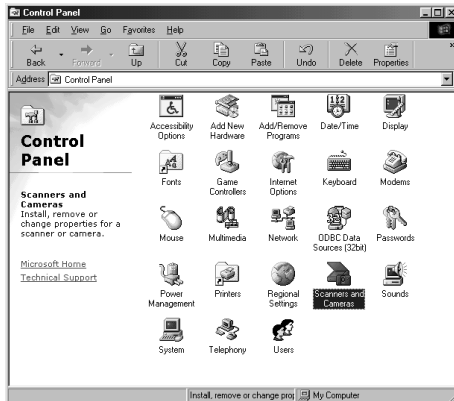 Control Panel
File Edit View Go Favorites Help
Back Forward Up Cut Copy Paste Undo Delete Properties
Address Control Panel
Control
Panel
Scanners and
Cameras
Install, remove or
change properties for a
scanner or camera.
Microsoft Home
Technical Support
Accessibility
Options
Add New
Hardware
Add/Remove
Programs
Date/Time
Display
Fonts
Game
Controllers
Internet
Options
Keyboard
Modems
Mouse
Multimedia
Network
ODBC Data
Sources (32bit)
Passwords
Power
Management
Printers
Regional
Settings
Scanners and
Cameras
Sounds
System
Telephony
Users
Install, remove or change prop My Computer